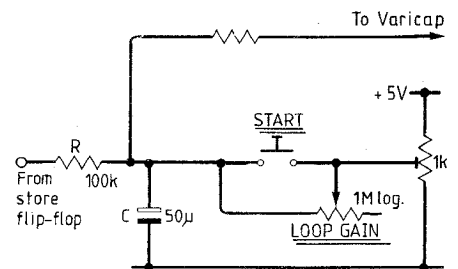 To Varicap
+5V
START
R
100k
1k
From
store
flip-flop
C
50µ
1M log.
LOOP GAIN